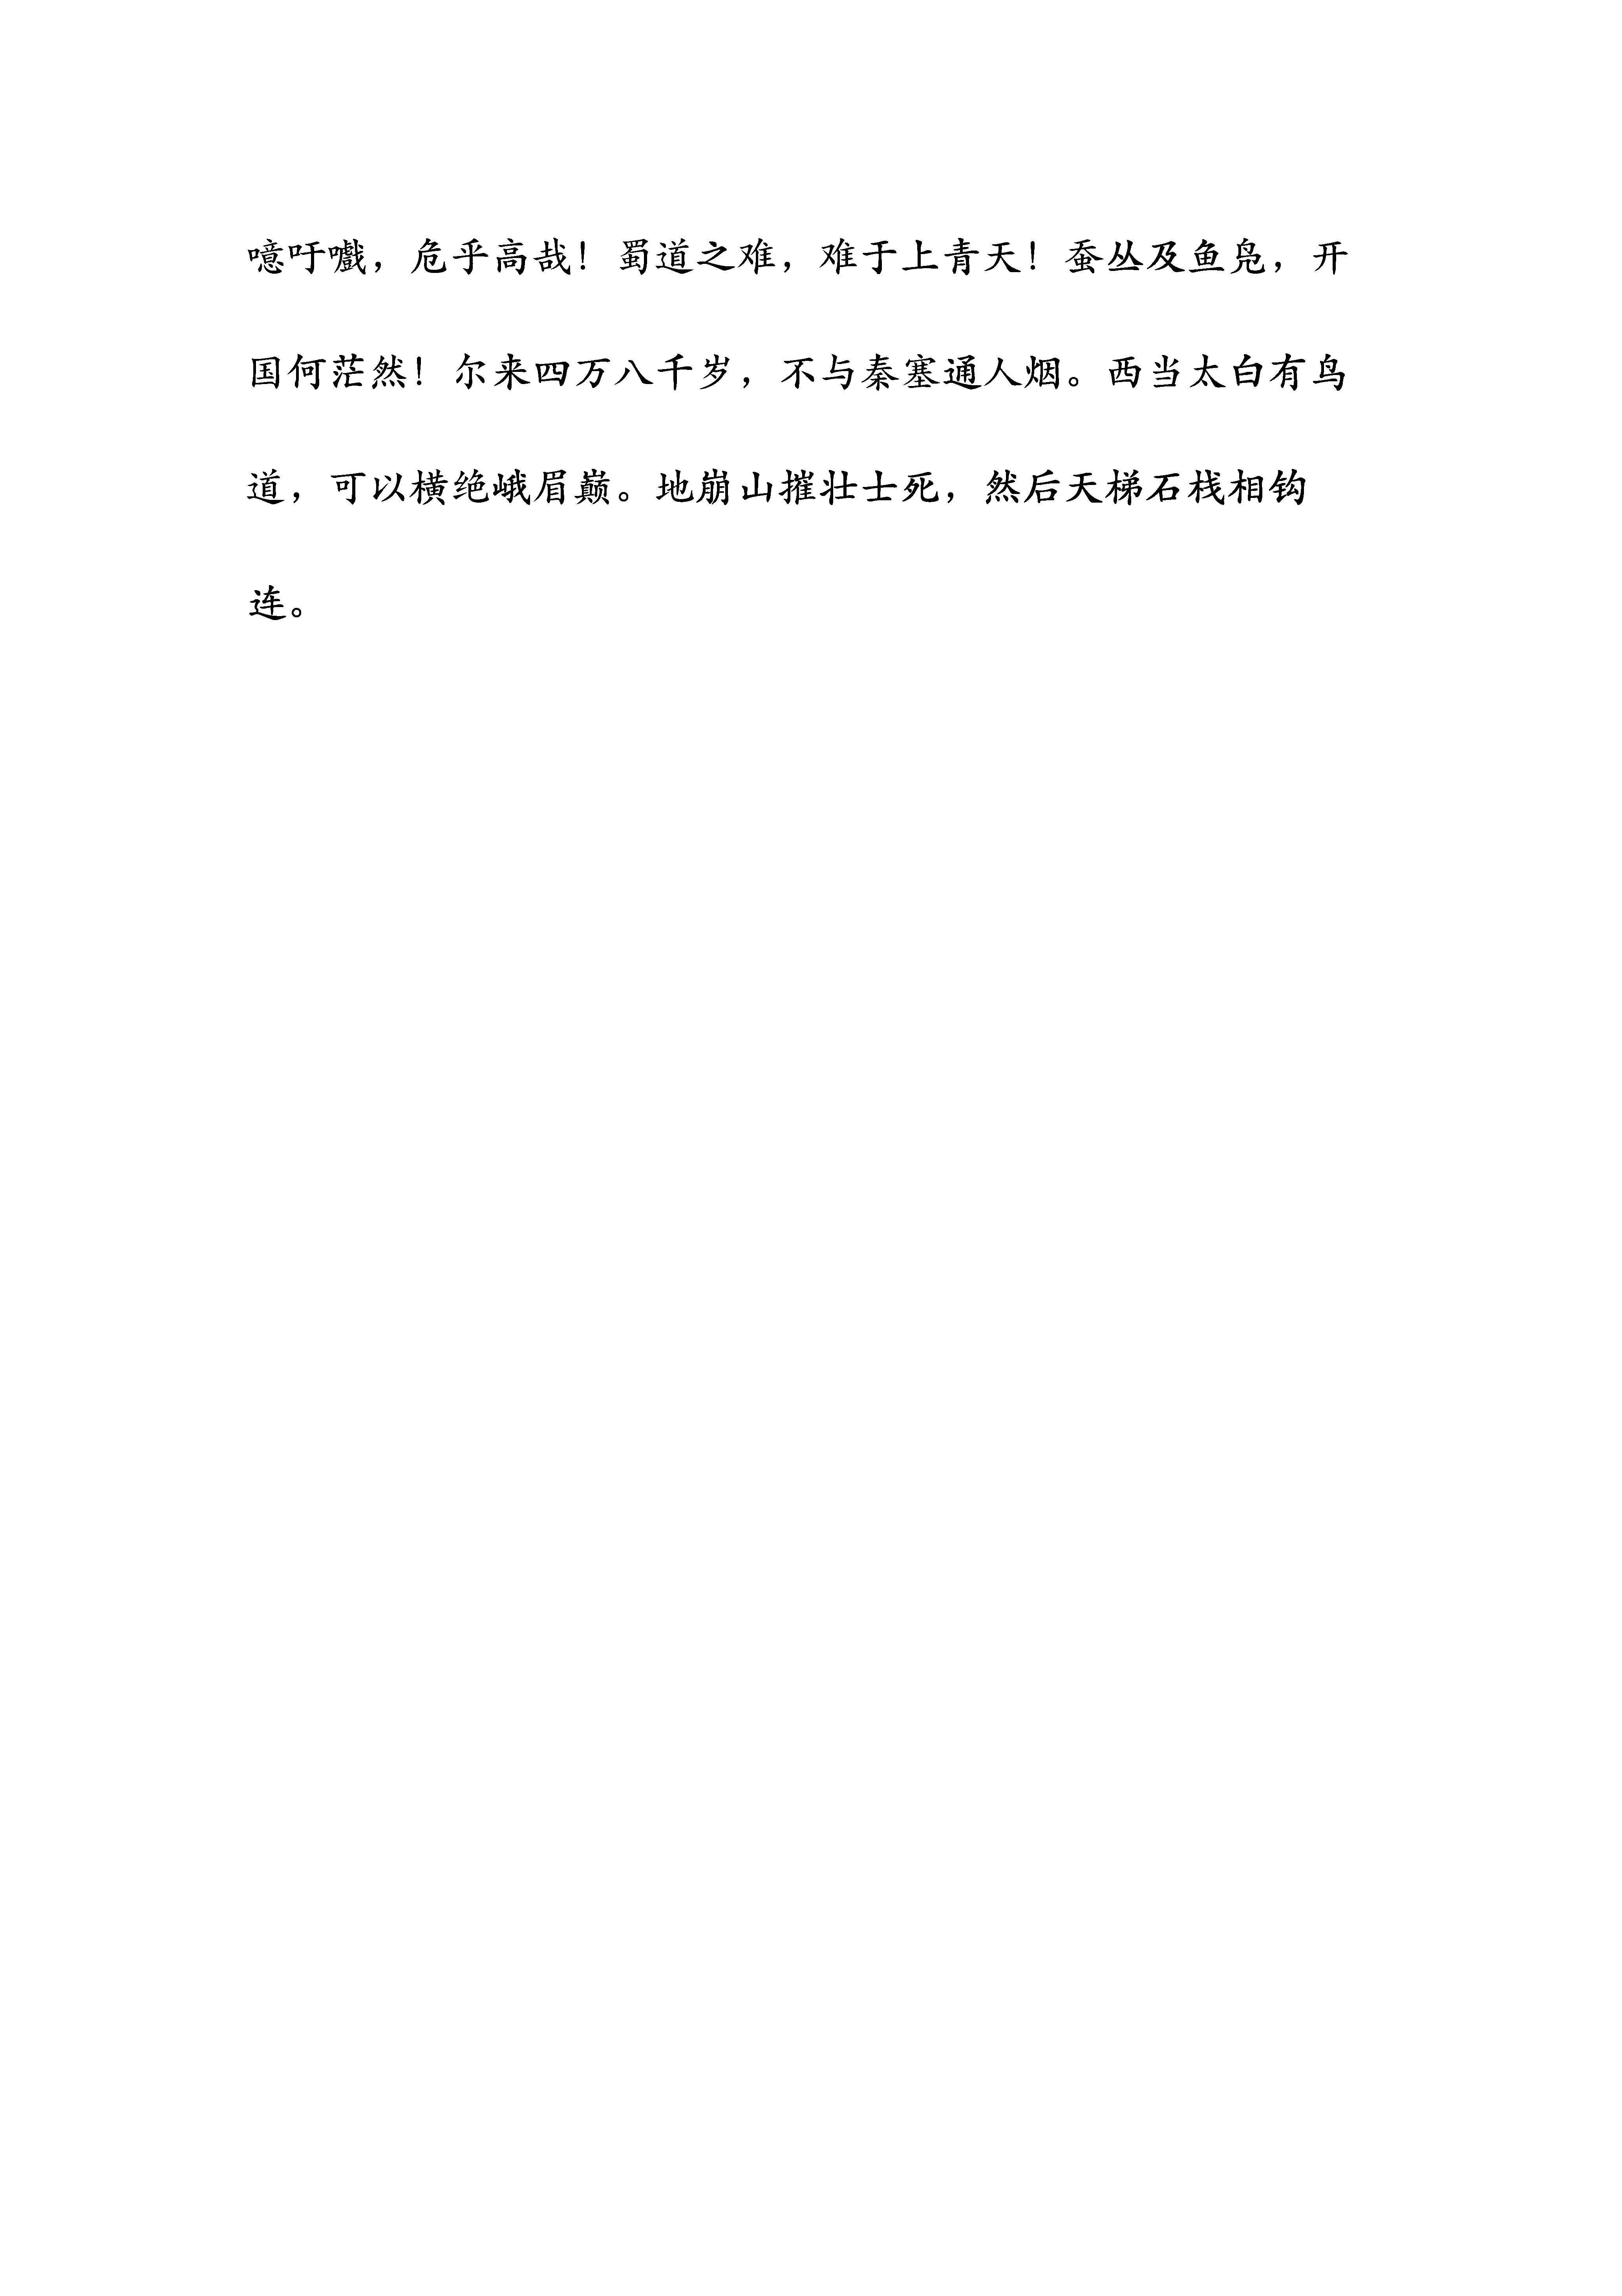 噫吁嚱，危乎高哉！蜀道之难，难于上青天！蚕丛及鱼凫，开
国何茫然！尔来四万八千岁，不与秦塞通人烟。西当太白有鸟
道，可以横绝峨眉巅。地崩山摧壮士死，然后天梯石栈相钩
连。